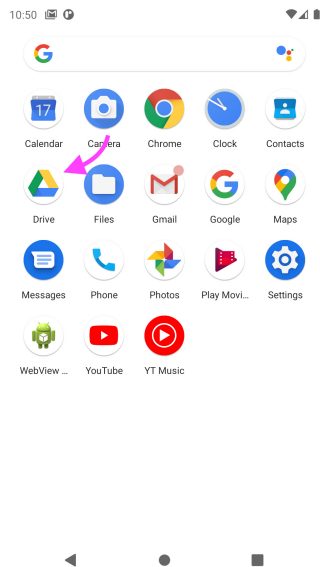 10:50
17
Calendar
Camera
Chrome
Clock
Contacts
Drive
Files
Gmail
Google
Maps
Messages
Phone
Photos
Play Movi...
Settings
WebView ...
YouTube
YT Music